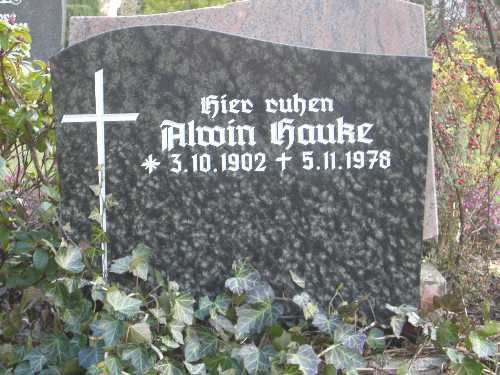 Hier ruhen
Alwin Hauke
* 3.10.1902 + 5.11.1978